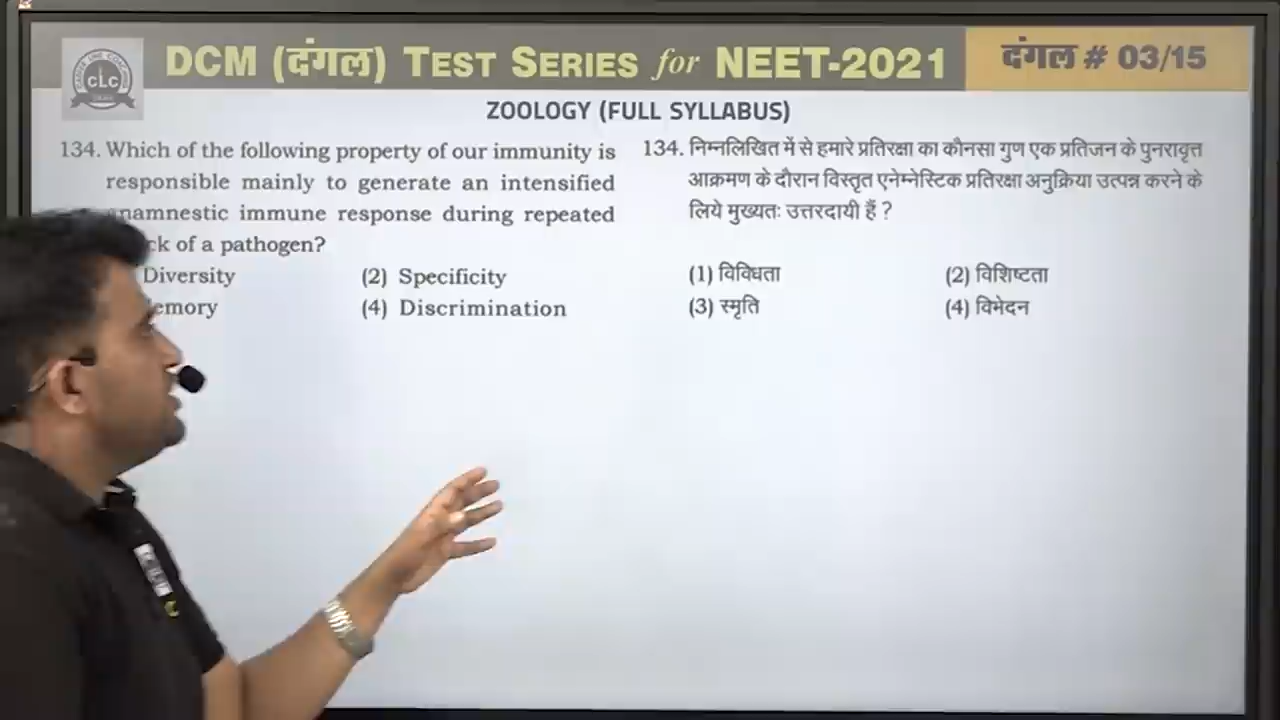 DCM (दंगल) TEST SERIES for NEET-2021
दंगल # 03/15
CLC
ZOOLOGY (FULL SYLLABUS)
134. Which of the following property of our immunity is
responsible mainly to generate an intensified
anamnestic immune response during repeated
of a pathogen?
Diversity (2) Specificity
(4) Discrimination
134. निम्नलिखित में से हमारे प्रतिरक्षा का कौनसा गुण एक प्रतिजन के पुनरावृत्त
आक्रमण के दौरान विस्तृत एनेम्नेस्टिक प्रतिरक्षा अनुक्रिया उत्पन्न करने के
लिये मुख्यतः उत्तरदायी हैं ?
(1) विविधता (2) विशिष्टता
(3) स्मृति (4) विभेदन